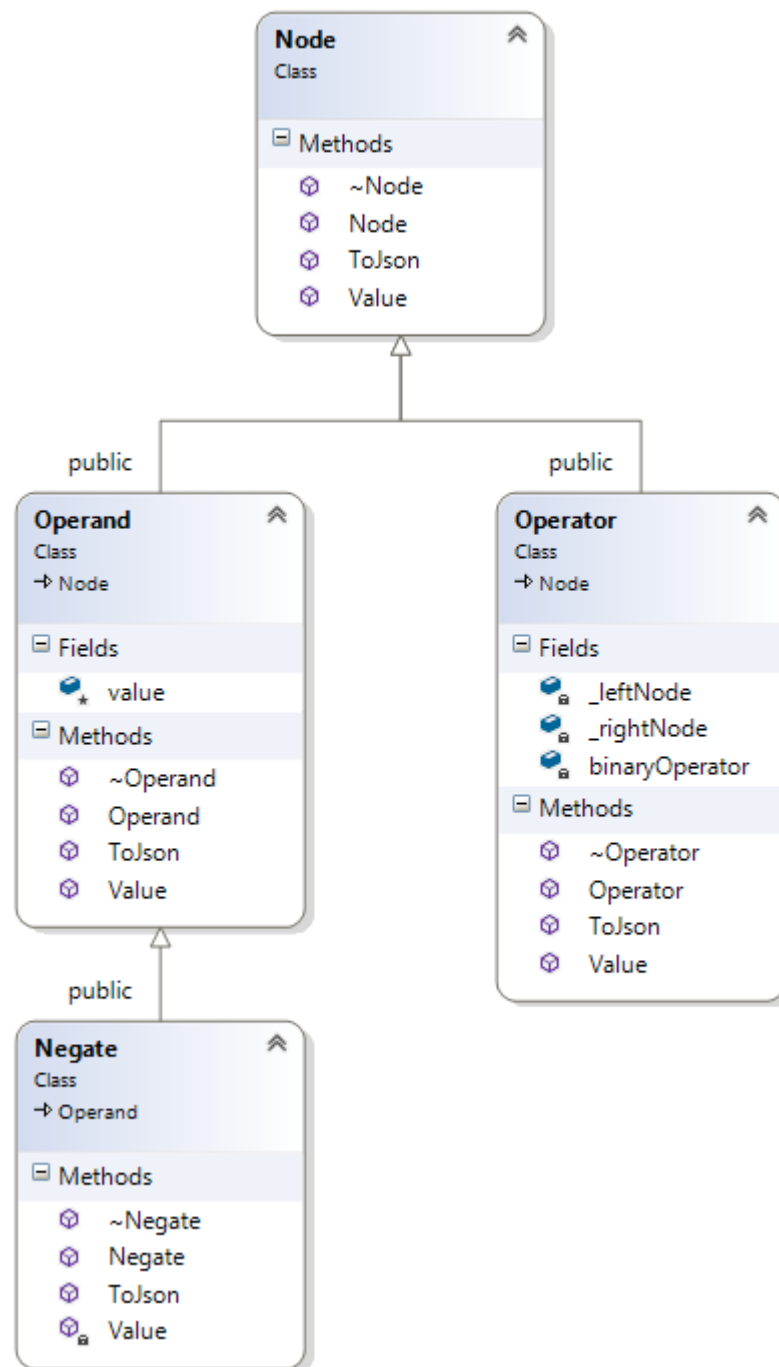 Node
Class
Methods
~Node
Node
ToJson
Value
public
public
Operand
Class
Node
Fields
value
Methods
~Operand
Operand
ToJson
Value
Operator
Class
Node
Fields
_leftNode
_rightNode
binaryOperator
Methods
~Operator
Operator
ToJson
Value
public
Negate
Class
Operand
Methods
~Negate
Negate
ToJson
Value